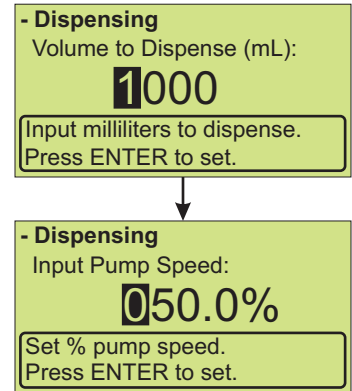 - Dispensing
Volume to Dispense (mL):
1000
Input milliliters to dispense.
Press ENTER to set.
- Dispensing
Input Pump Speed:
050.0%
Set % pump speed.
Press ENTER to set.